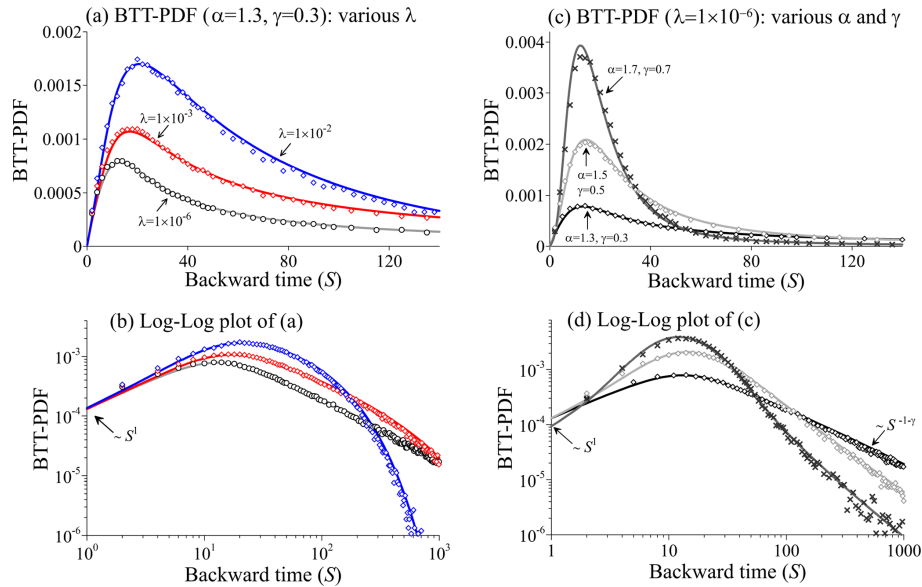 (a) BTT-PDF (α=1.3, γ=0.3): various λ
BTT-PDF
0.002
0.0015
0.001
0.0005
0
λ=1×10⁻³
λ=1×10⁻²
λ=1×10⁻⁶
0 40 80 120
Backward time (S)
(c) BTT-PDF (λ=1×10⁻⁶): various α and γ
BTT-PDF
0.004
0.003
0.002
0.001
0
α=1.7, γ=0.7
α=1.5
γ=0.5
α=1.3, γ=0.3
0 40 80 120
Backward time (S)
(b) Log-Log plot of (a)
BTT-PDF
10⁻³
10⁻⁴
10⁻⁵
10⁻⁶
~ S¹
10⁰ 10¹ 10² 10³
Backward time (S)
(d) Log-Log plot of (c)
BTT-PDF
10⁻³
10⁻⁴
10⁻⁵
10⁻⁶
~ S⁻¹⁻ᵞ
~ S¹
1 10 100 1000
Backward time (S)